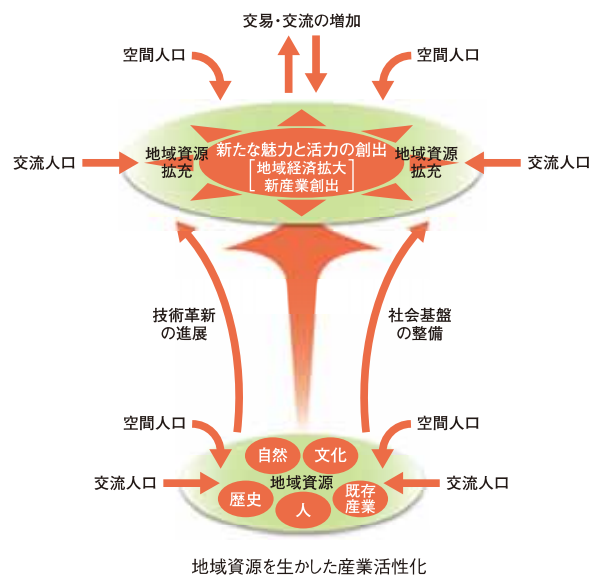 交易・交流の増加
空間人口
空間人口
新たな魅力と活力の創出
[地域経済拡大
新産業創出]
地域資源
拡充
地域資源
拡充
交流人口
交流人口
技術革新
の進展
社会基盤
の整備
空間人口
空間人口
自然
文化
地域資源
歴史
人
既存
産業
交流人口
交流人口
地域資源を生かした産業活性化